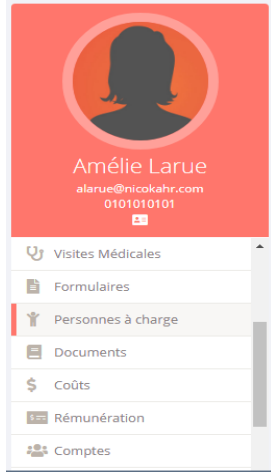 Amélie Larue
alarue@nicokahr.com
0101010101
Visites Médicales
Formulaires
Personnes à charge
Documents
Coûts
Rémunération
Comptes